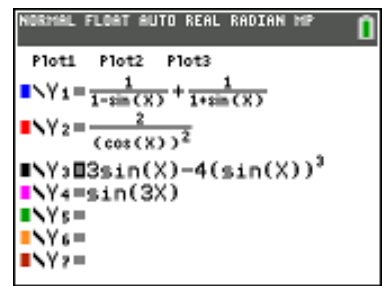 NORMAL FLOAT AUTO REAL RADIAN MP
Plot1 Plot2 Plot3
\Y₁=1/(1-sin(X))+1/(1+sin(X))
\Y₂=2/(cos(X))²
\Y₃=3sin(X)-4(sin(X))³
\Y₄=sin(3X)
\Y₅=
\Y₆=
\Y₇=